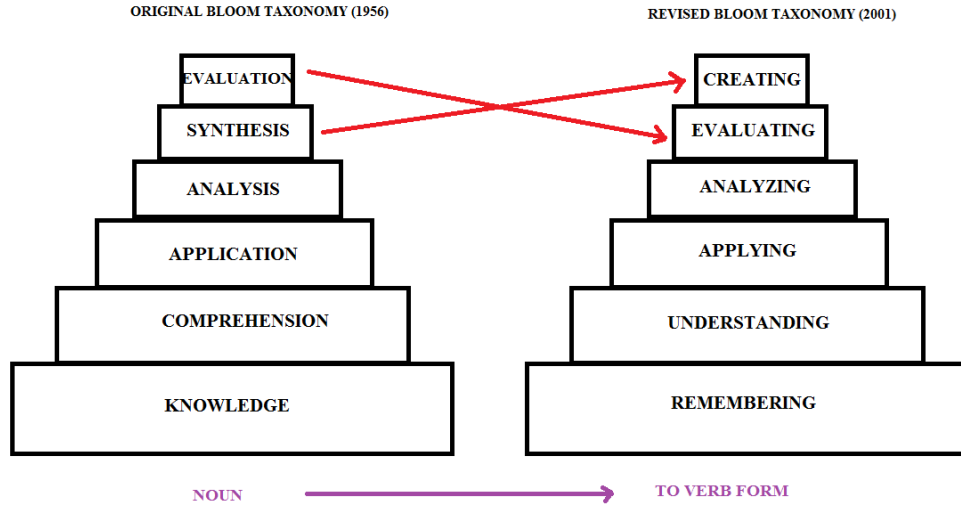 ORIGINAL BLOOM TAXONOMY (1956)
EVALUATION
SYNTHESIS
ANALYSIS
APPLICATION
COMPREHENSION
KNOWLEDGE
REVISED BLOOM TAXONOMY (2001)
CREATING
EVALUATING
ANALYZING
APPLYING
UNDERSTANDING
REMEMBERING
NOUN
TO VERB FORM